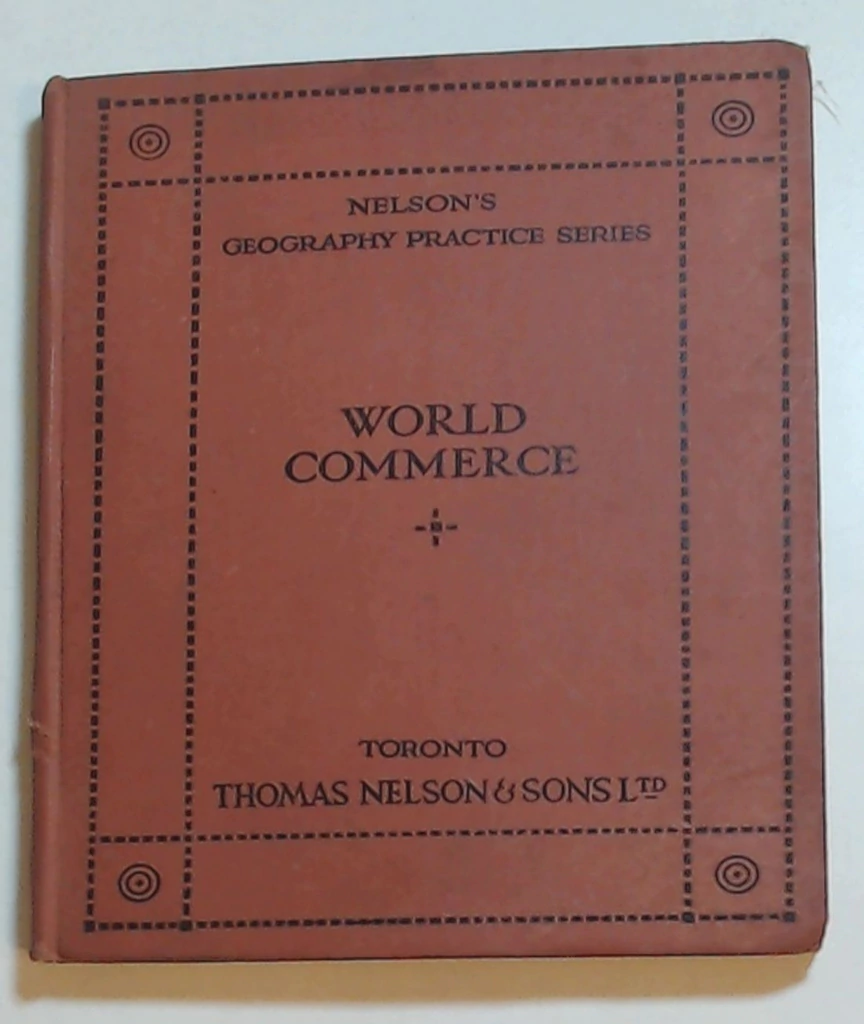 NELSON'S
GEOGRAPHY PRACTICE SERIES
WORLD
COMMERCE
TORONTO
THOMAS NELSON & SONS LTD